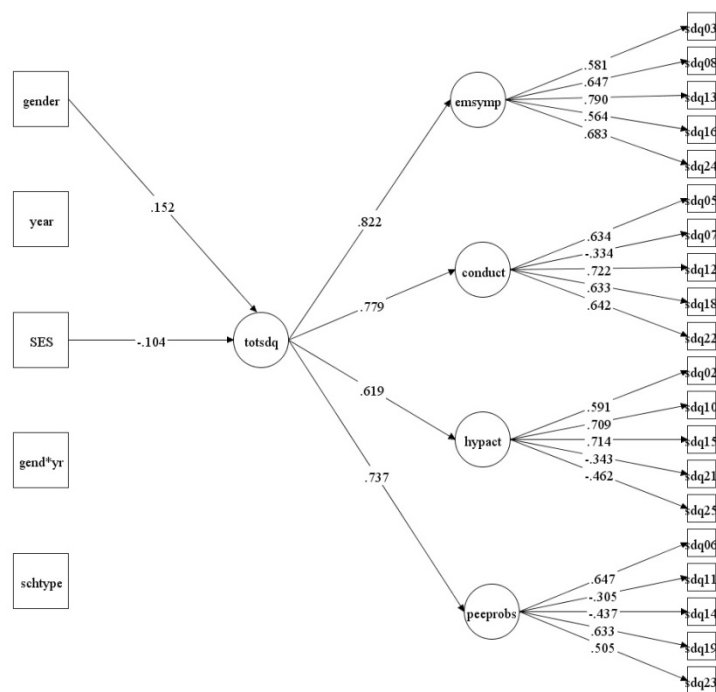 gender
year
SES
gend*yr
schtype
.152
-.104
totsdq
.822
.779
.619
.737
emsymp
.581
.647
.790
.564
.683
sdq03
sdq08
sdq13
sdq16
sdq24
conduct
.634
-.334
.722
.633
.642
sdq05
sdq07
sdq12
sdq18
sdq22
hypact
.591
.709
.714
-.343
-.462
sdq02
sdq10
sdq15
sdq21
sdq25
peeprobs
.647
-.305
-.437
.633
.505
sdq06
sdq11
sdq14
sdq19
sdq23